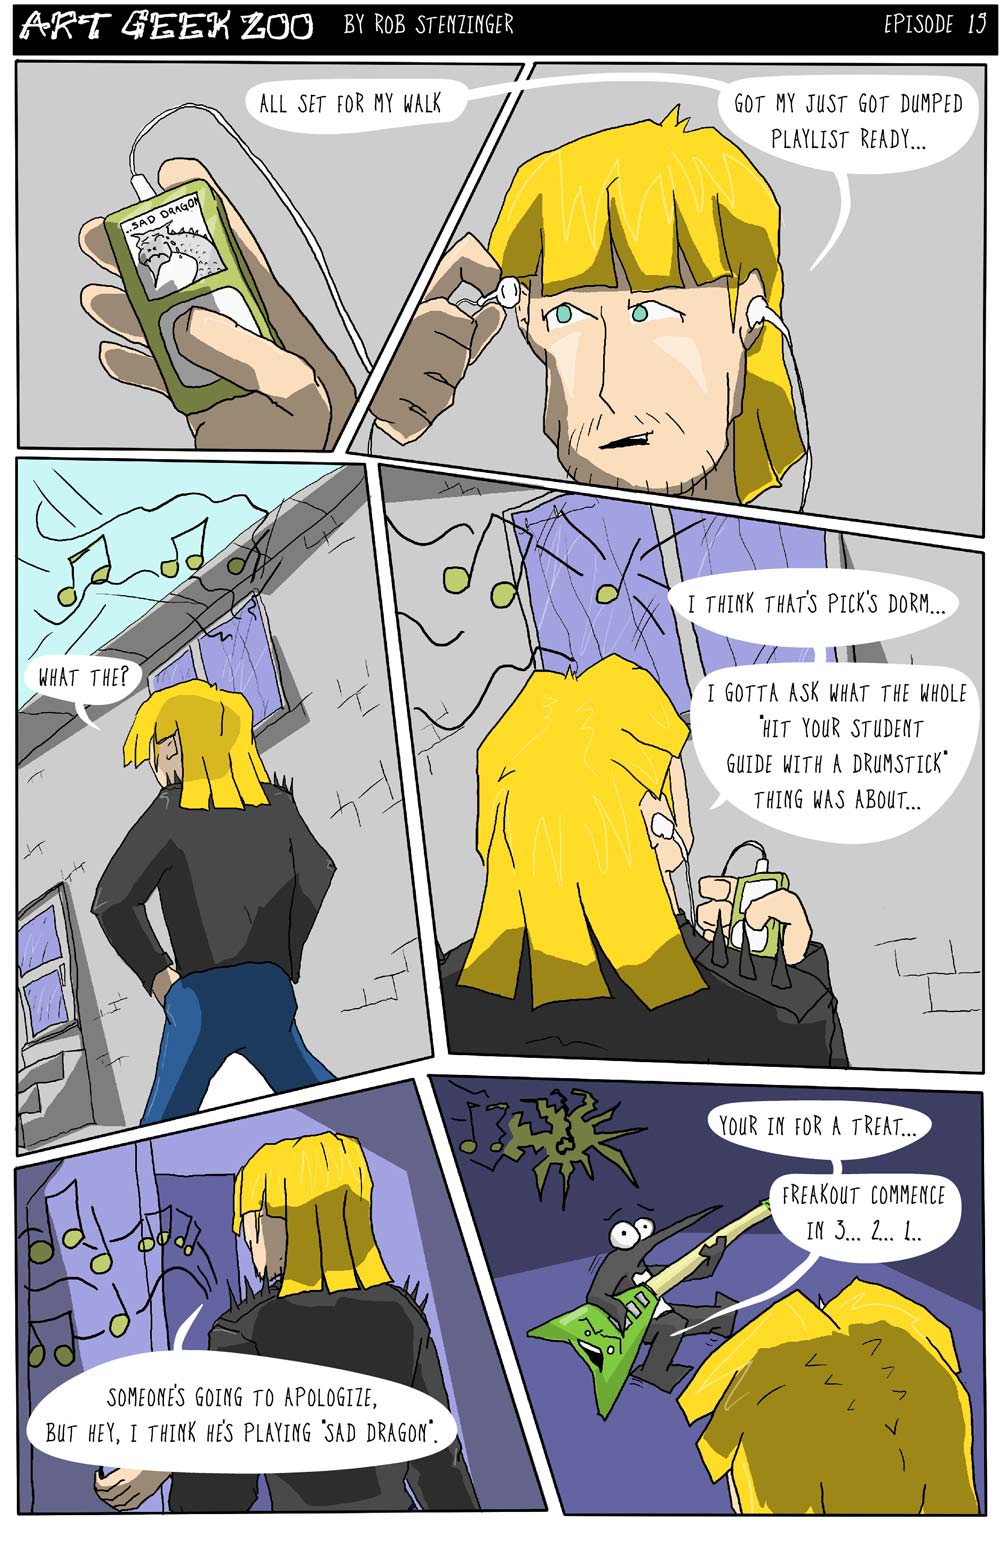 ART GEEK ZOO BY ROB STENZINGER EPISODE 15
ALL SET FOR MY WALK
GOT MY JUST GOT DUMPED
PLAYLIST READY...
..SAD DRAGON
WHAT THE?
I THINK THAT'S PICK'S DORM...
I GOTTA ASK WHAT THE WHOLE
"HIT YOUR STUDENT
GUIDE WITH A DRUMSTICK"
THING WAS ABOUT...
SOMEONE'S GOING TO APOLOGIZE,
BUT HEY, I THINK HE'S PLAYING "SAD DRAGON".
YOUR IN FOR A TREAT...
FREAKOUT COMMENCE
IN 3... 2... 1..